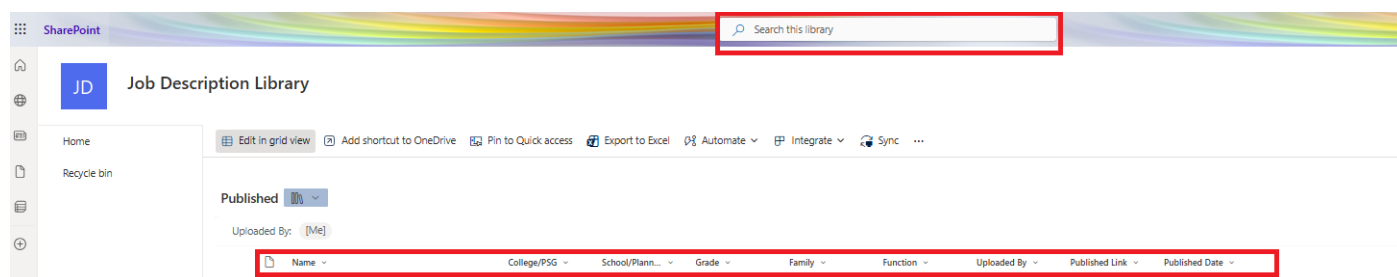 SharePoint
Search this library
JD
Job Description Library
Home
Recycle bin
Edit in grid view Add shortcut to OneDrive Pin to Quick access Export to Excel Automate Integrate Sync ...
Published
Uploaded By: [Me]
Name College/PSG School/Plann... Grade Family Function Uploaded By Published Link Published Date